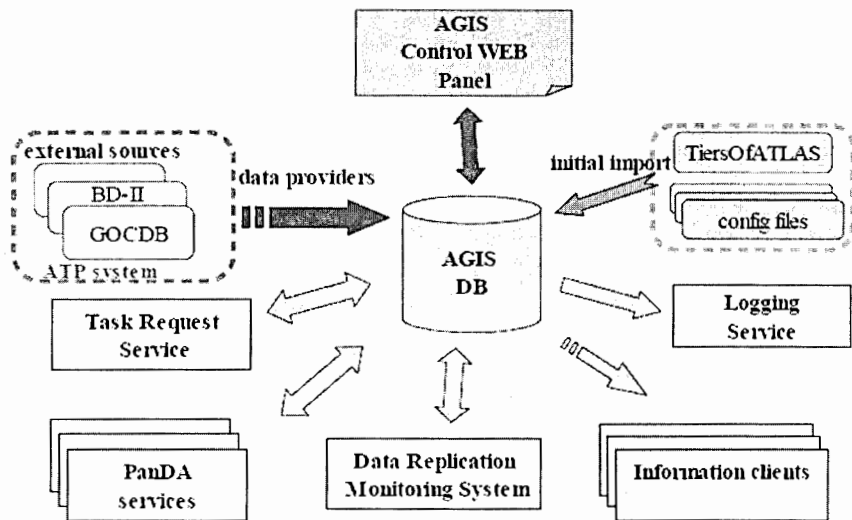 AGIS
Control WEB
Panel
external sources
BD-II
GOCDB
ATP system
data providers
initial import
TiersOfATLAS
config files
AGIS
DB
Task Request
Service
Logging
Service
PanDA
services
Data Replication
Monitoring System
Information clients